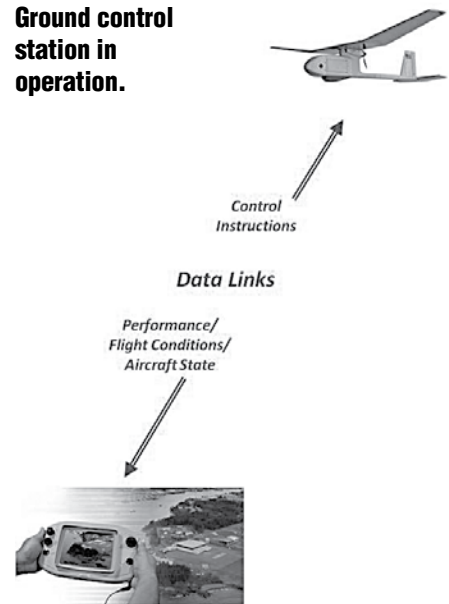 Ground control
station in
operation.
Control
Instructions
Data Links
Performance/
Flight Conditions/
Aircraft State